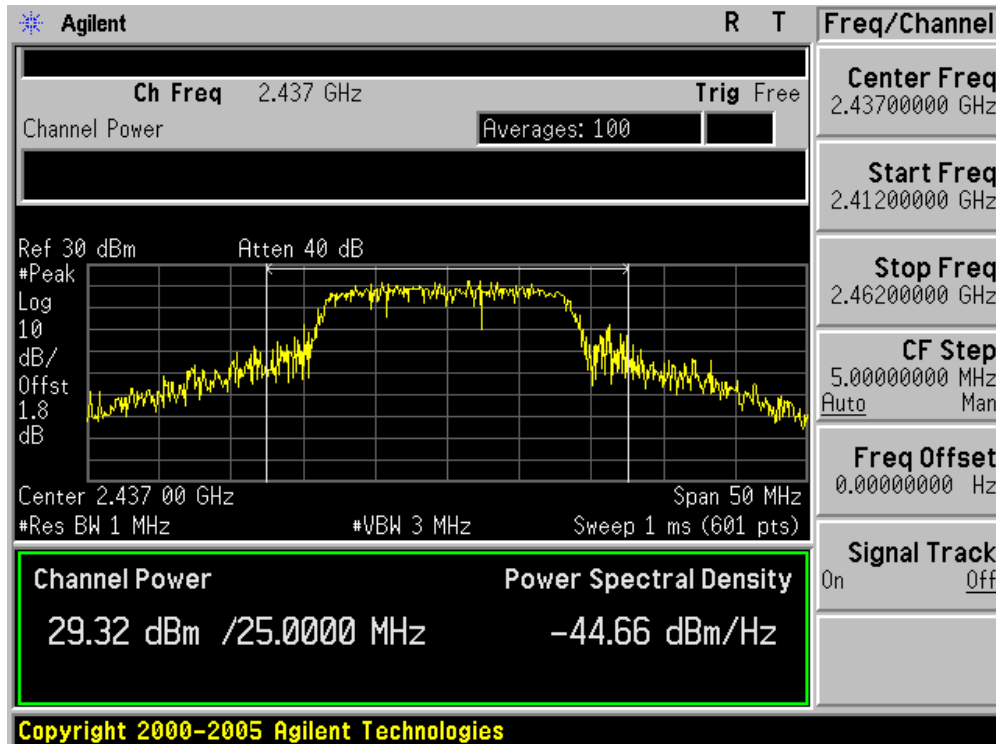 Agilent R T
Ch Freq 2.437 GHz Trig Free
Channel Power Averages: 100
Ref 30 dBm Atten 40 dB
#Peak
Log
10
dB/
Offst
1.8
dB
Center 2.437 00 GHz Span 50 MHz
#Res BW 1 MHz #VBW 3 MHz Sweep 1 ms (601 pts)
Channel Power Power Spectral Density
29.32 dBm /25.0000 MHz -44.66 dBm/Hz
Copyright 2000-2005 Agilent Technologies
Freq/Channel
Center Freq
2.43700000 GHz
Start Freq
2.41200000 GHz
Stop Freq
2.46200000 GHz
CF Step
5.00000000 MHz
Auto Man
Freq Offset
0.00000000 Hz
Signal Track
On Off